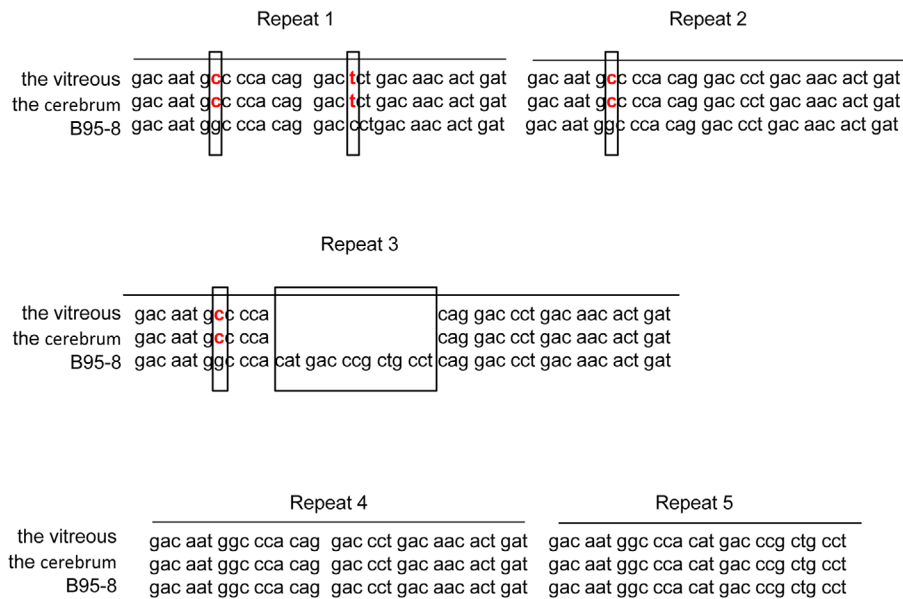 Repeat 1 Repeat 2
the vitreous gac aat gcc cca cag gac tct gac aac act gat gac aat gcc cca cag gac cct gac aac act gat
the cerebrum gac aat gcc cca cag gac tct gac aac act gat gac aat gcc cca cag gac cct gac aac act gat
B95-8 gac aat ggc cca cag gac cctgac aac act gat gac aat ggc cca cag gac cct gac aac act gat
Repeat 3
the vitreous gac aat gcc cca cag gac cct gac aac act gat
the cerebrum gac aat gcc cca cag gac cct gac aac act gat
B95-8 gac aat ggc cca cat gac ccg ctg cct cag gac cct gac aac act gat
Repeat 4 Repeat 5
the vitreous gac aat ggc cca cag gac cct gac aac act gat gac aat ggc cca cat gac ccg ctg cct
the cerebrum gac aat ggc cca cag gac cct gac aac act gat gac aat ggc cca cat gac ccg ctg cct
B95-8 gac aat ggc cca cag gac cct gac aac act gat gac aat ggc cca cat gac ccg ctg cct